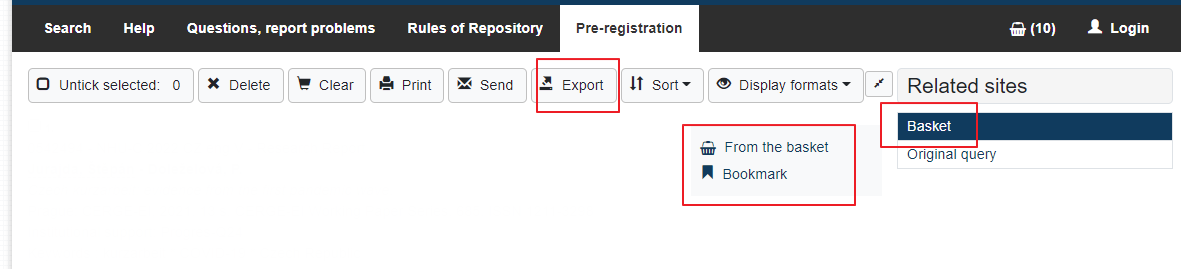 Search Help Questions, report problems Rules of Repository Pre-registration (10) Login
Untick selected: 0 Delete Clear Print Send Export Sort Display formats
Related sites
Basket
Original query
From the basket
Bookmark